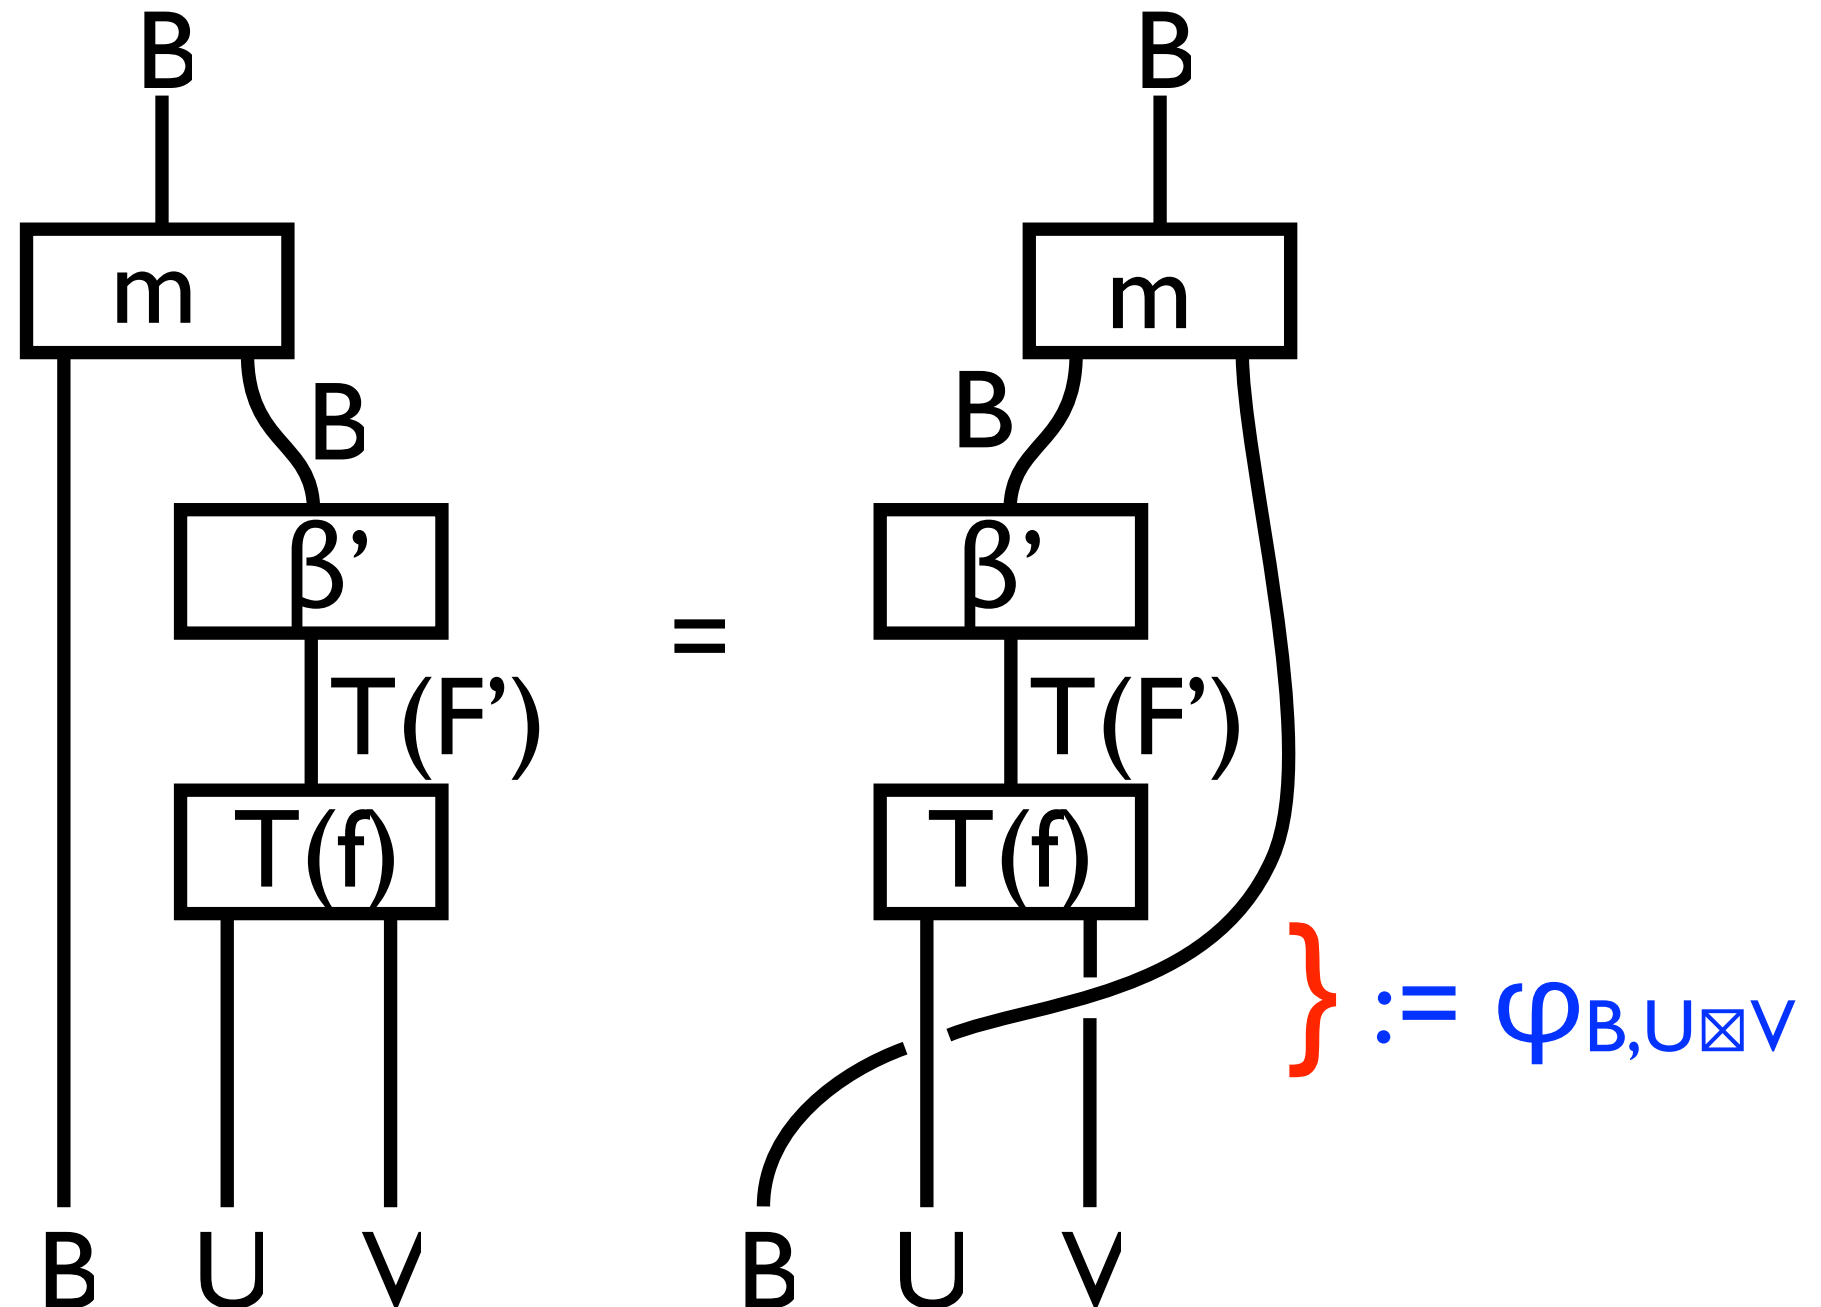 B B
m m
B B
β’ β’
=
T(F’) T(F’)
T(f) T(f)
} := φB,U⊠V
B U V B U V